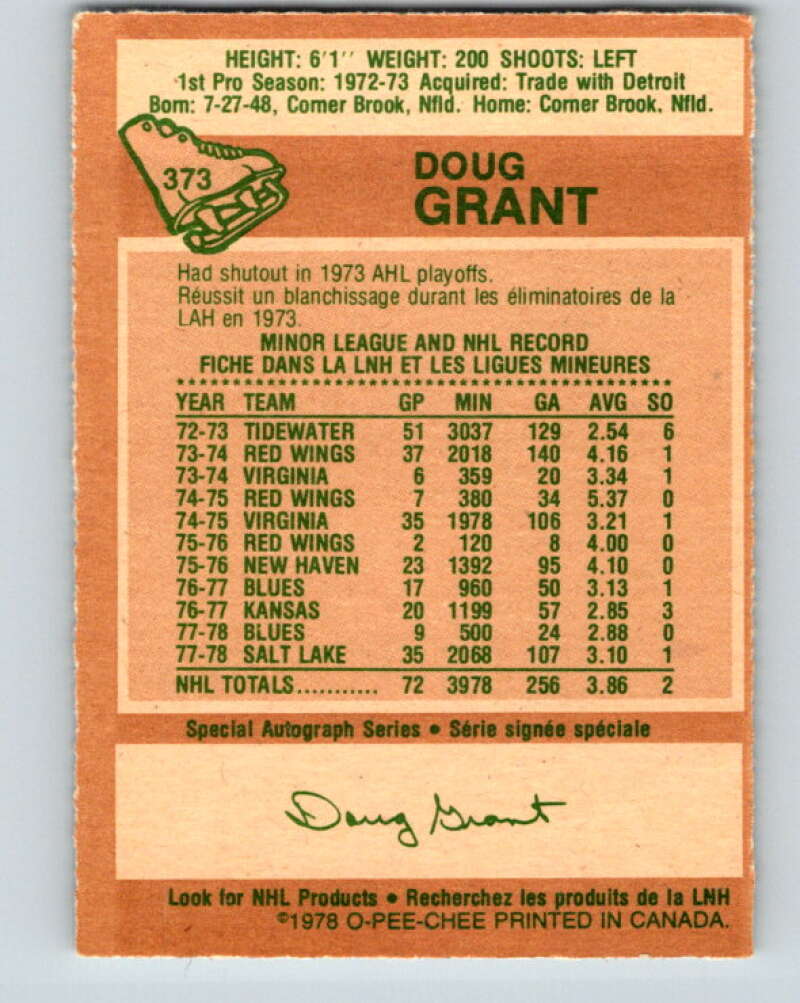 HEIGHT: 6'1'' WEIGHT: 200 SHOOTS: LEFT
1st Pro Season: 1972-73 Acquired: Trade with Detroit
Born: 7-27-48, Corner Brook, Nfld. Home: Corner Brook, Nfld.
373
DOUG
GRANT
Had shutout in 1973 AHL playoffs.
Réussit un blanchissage durant les éliminatoires de la
LAH en 1973.
MINOR LEAGUE AND NHL RECORD
FICHE DANS LA LNH ET LES LIGUES MINEURES
YEAR TEAM GP MIN GA AVG SO
72-73 TIDEWATER 51 3037 129 2.54 6
73-74 RED WINGS 37 2018 140 4.16 1
73-74 VIRGINIA 6 359 20 3.34 1
74-75 RED WINGS 7 380 34 5.37 0
74-75 VIRGINIA 35 1978 106 3.21 1
75-76 RED WINGS 2 120 8 4.00 0
75-76 NEW HAVEN 23 1392 95 4.10 0
76-77 BLUES 17 960 50 3.13 1
76-77 KANSAS 20 1199 57 2.85 3
77-78 BLUES 9 500 24 2.88 0
77-78 SALT LAKE 35 2068 107 3.10 1
NHL TOTALS........... 72 3978 256 3.86 2
Special Autograph Series • Série signée spéciale
Doug Grant
Look for NHL Products • Recherchez les produits de la LNH
©1978 O-PEE-CHEE PRINTED IN CANADA.